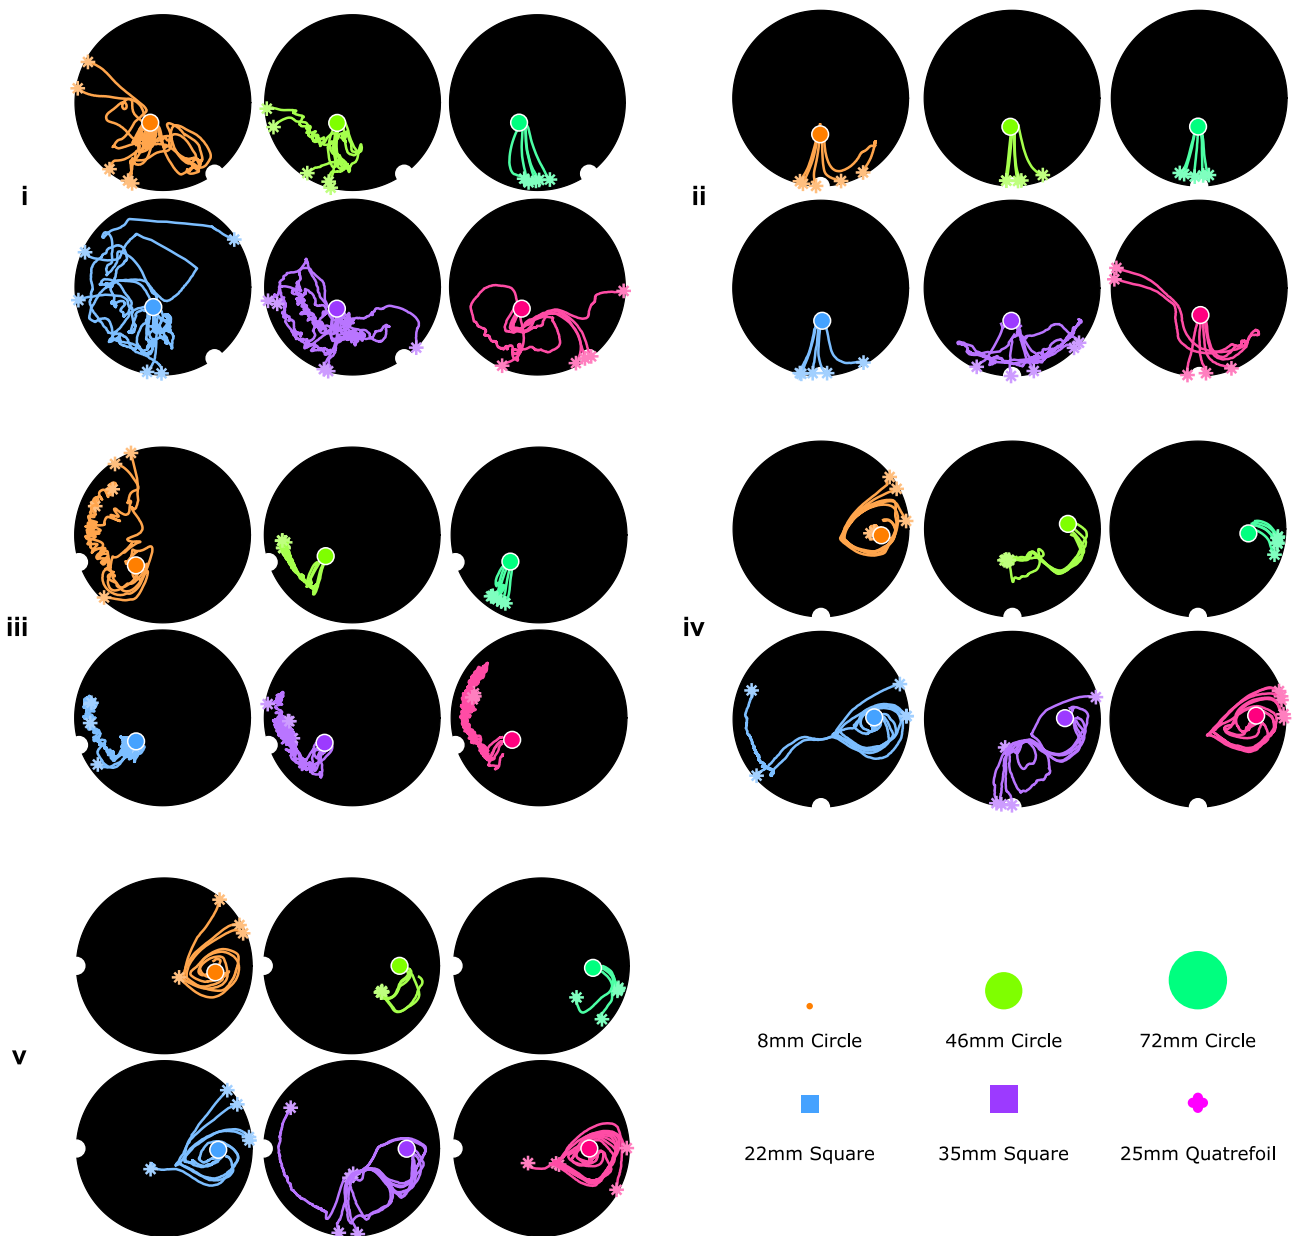 i
ii
iii
iv
v
8mm Circle
46mm Circle
72mm Circle
22mm Square
35mm Square
25mm Quatrefoil